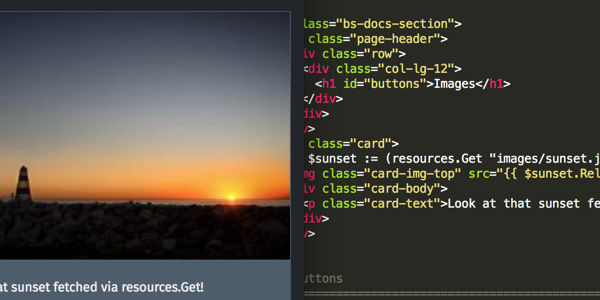 at sunset fetched via resources.Get!
lass="bs-docs-section">
class="page-header">
iv class="row">
<div class="col-lg-12">
<h1 id="buttons">Images</h1>
</div>
div>
v>
class="card">
$sunset := (resources.Get "images/sunset.j
mg class="card-img-top" src="{{ $sunset.Rel
iv class="card-body">
<p class="card-text">Look at that sunset fe
div>
v>
uttons